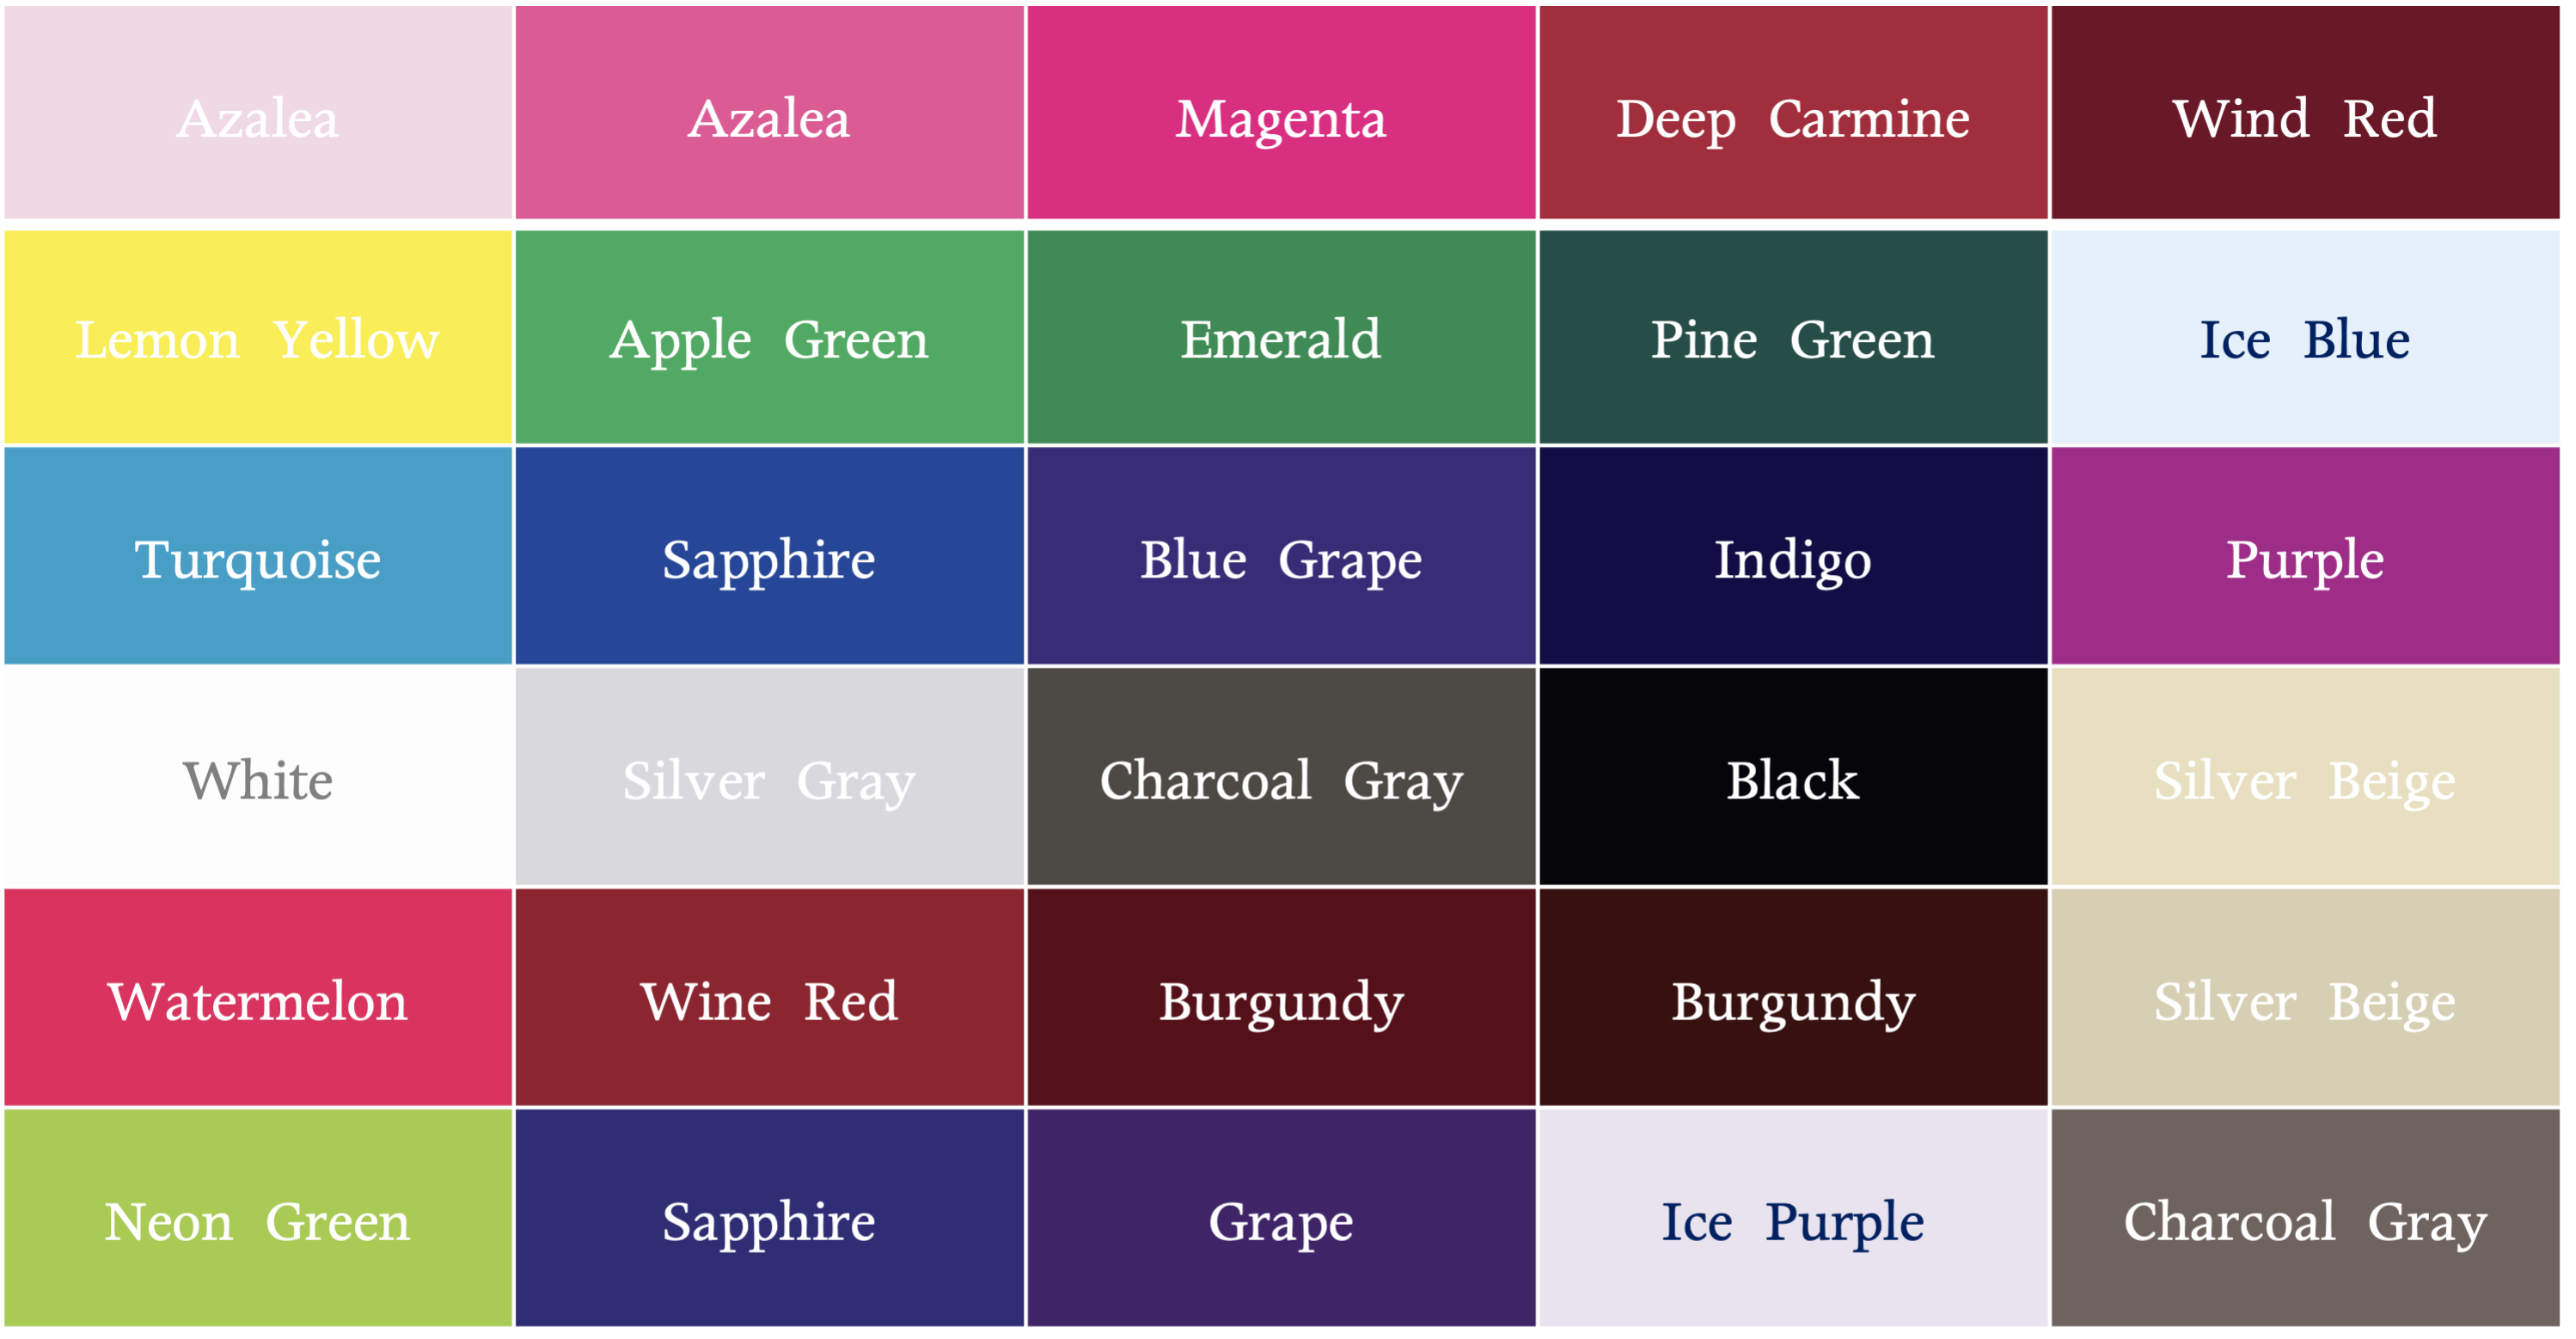 Azalea Azalea Magenta Deep Carmine Wind Red
Lemon Yellow Apple Green Emerald Pine Green Ice Blue
Turquoise Sapphire Blue Grape Indigo Purple
White Silver Gray Charcoal Gray Black Silver Beige
Watermelon Wine Red Burgundy Burgundy Silver Beige
Neon Green Sapphire Grape Ice Purple Charcoal Gray